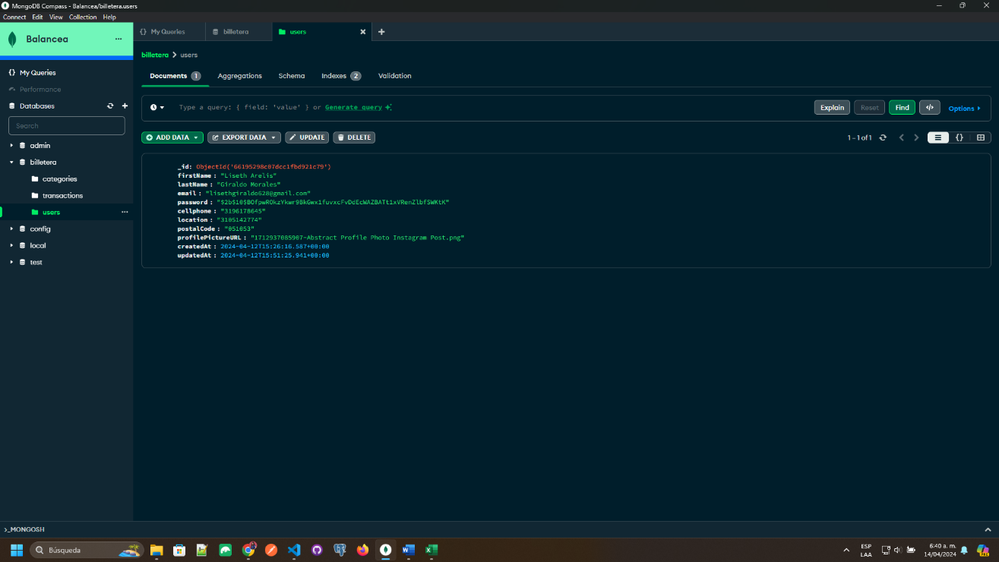 MongoDB Compass - Balancea/billetera.users
Connect Edit View Collection Help
Balancea
My Queries
billetera
users
billetera > users
{} My Queries
Performance
Databases
Search
admin
billetera
categories
transactions
users
config
local
test
Documents 1 Aggregations Schema Indexes 2 Validation
Type a query: { field: 'value' } or Generate query
Explain Reset Find </> Options
ADD DATA EXPORT DATA UPDATE DELETE
1 – 1 of 1
{}
_id: ObjectId('66195298c07dcc1fbd921c79')
firstName : "Liseth Arelis"
lastName : "Giraldo Morales"
email : "lisethgiraldo628@gmail.com"
password : "$2b$10$BOfpwROkzYkwr9BkGwx1fuvxcFvDdEcWAZBATt1xVRenZlbfSWKtK"
cellphone : "3196178645"
location : "3105142774"
postalCode : "051053"
profilePictureURL : "1712937085907-Abstract Profile Photo Instagram Post.png"
createdAt : 2024-04-12T15:26:16.587+00:00
updatedAt : 2024-04-12T15:51:25.941+00:00
>_MONGOSH
Búsqueda
ESP
LAA
6:40 a. m.
14/04/2024